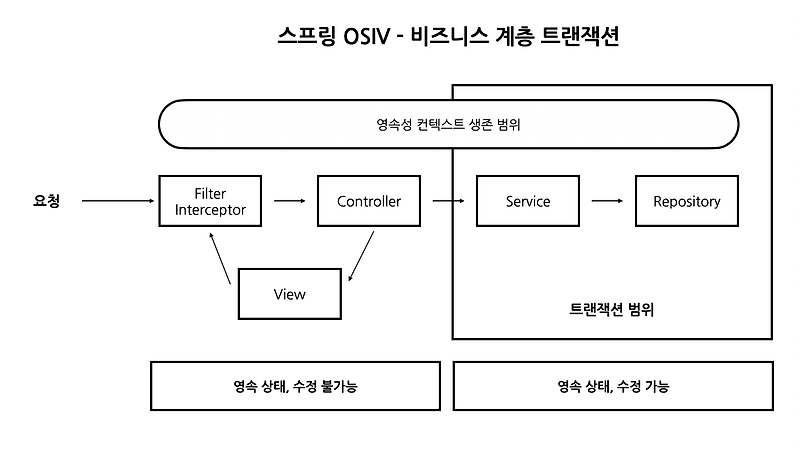 스프링 OSIV - 비즈니스 계층 트랜잭션
영속성 컨텍스트 생존 범위
요청
Filter
Interceptor
Controller
Service
Repository
View
트랜잭션 범위
영속 상태, 수정 불가능
영속 상태, 수정 가능